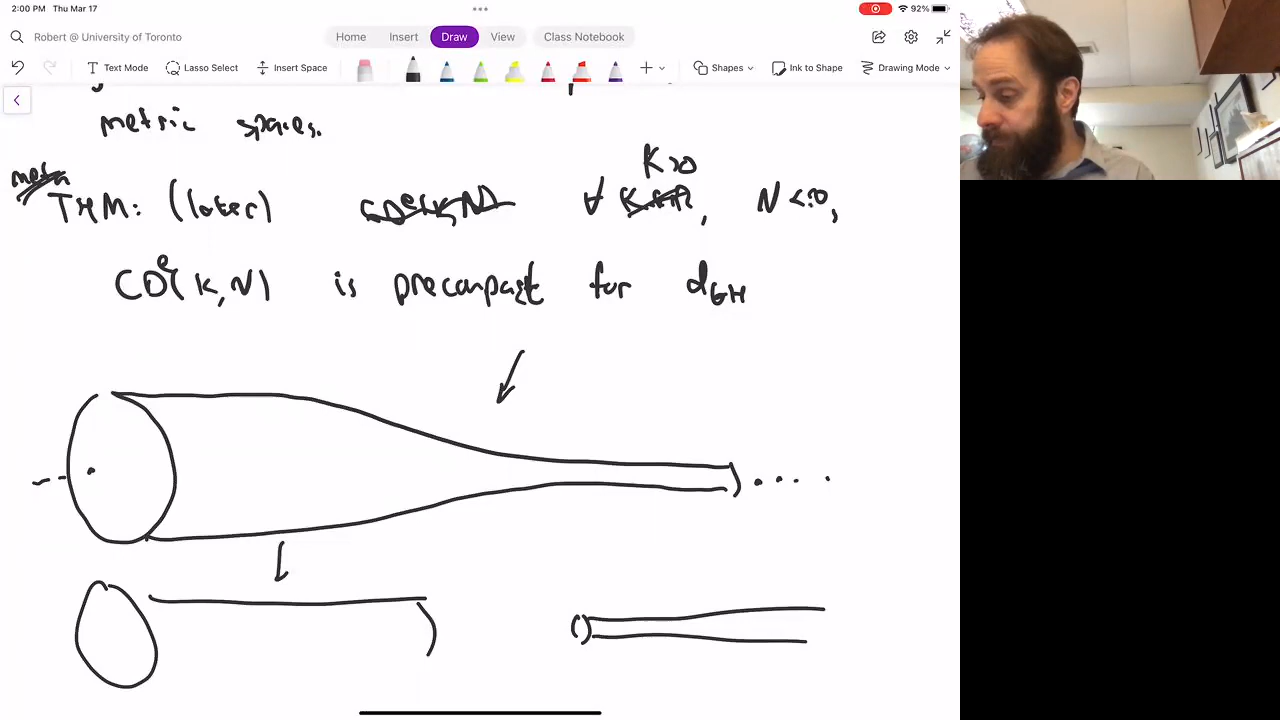 2:00 PM Thu Mar 17
92%
Robert @ University of Toronto
Home Insert Draw View Class Notebook
Text Mode Lasso Select Insert Space Shapes Ink to Shape Drawing Mode
metric spaces.
K>0
meta THM: (later) ∀ , N<∞,
CDᵉ(K,N) is precompact for d_GH